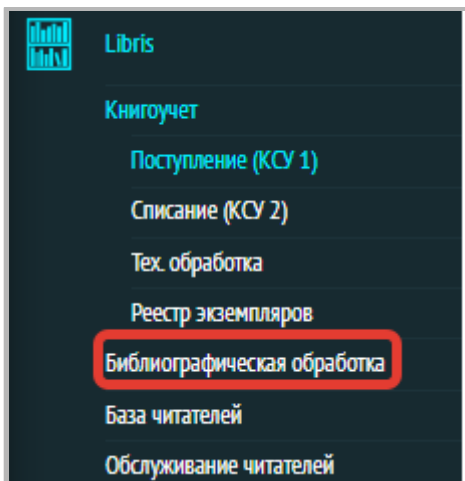 Libris
Книгоучет
Поступление (КСУ 1)
Списание (КСУ 2)
Тех. обработка
Реестр экземпляров
Библиографическая обработка
База читателей
Обслуживание читателей